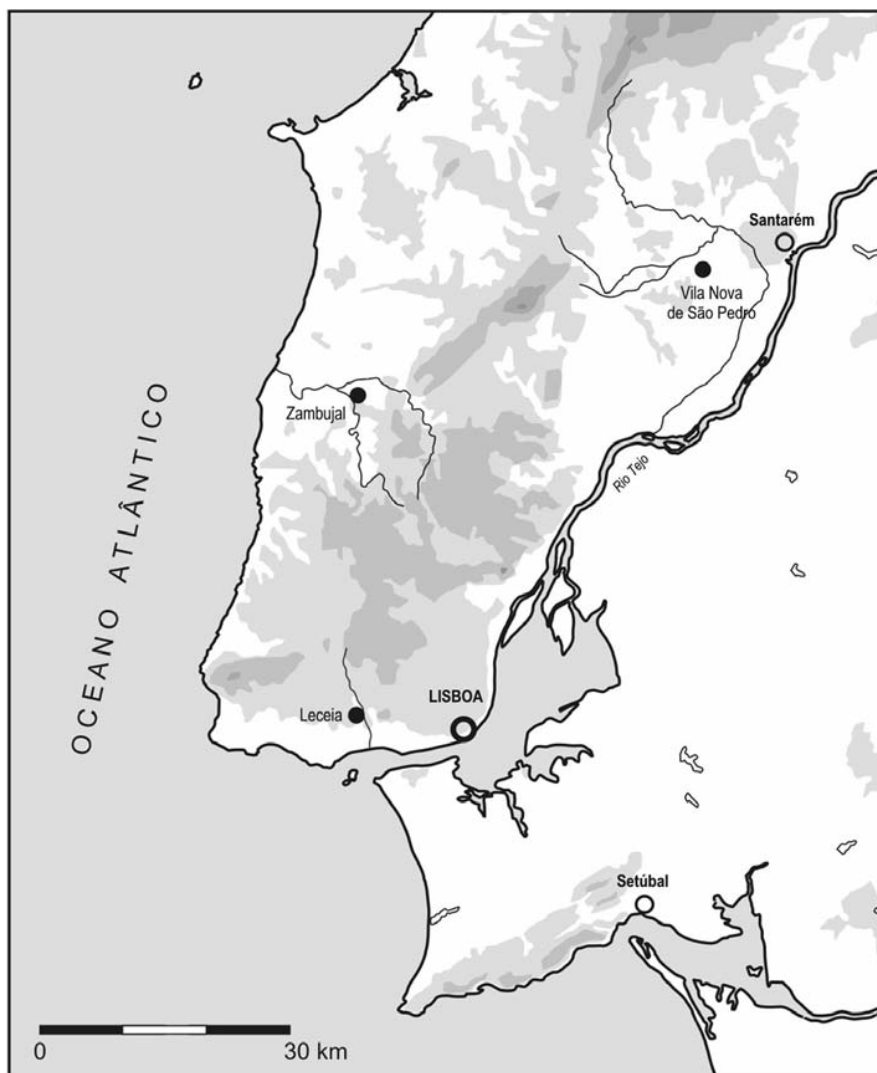 Santarém
Vila Nova
de São Pedro
Zambujal
Rio Tejo
OCEANO ATLÂNTICO
LISBOA
Leceia
Setúbal
0 30 km